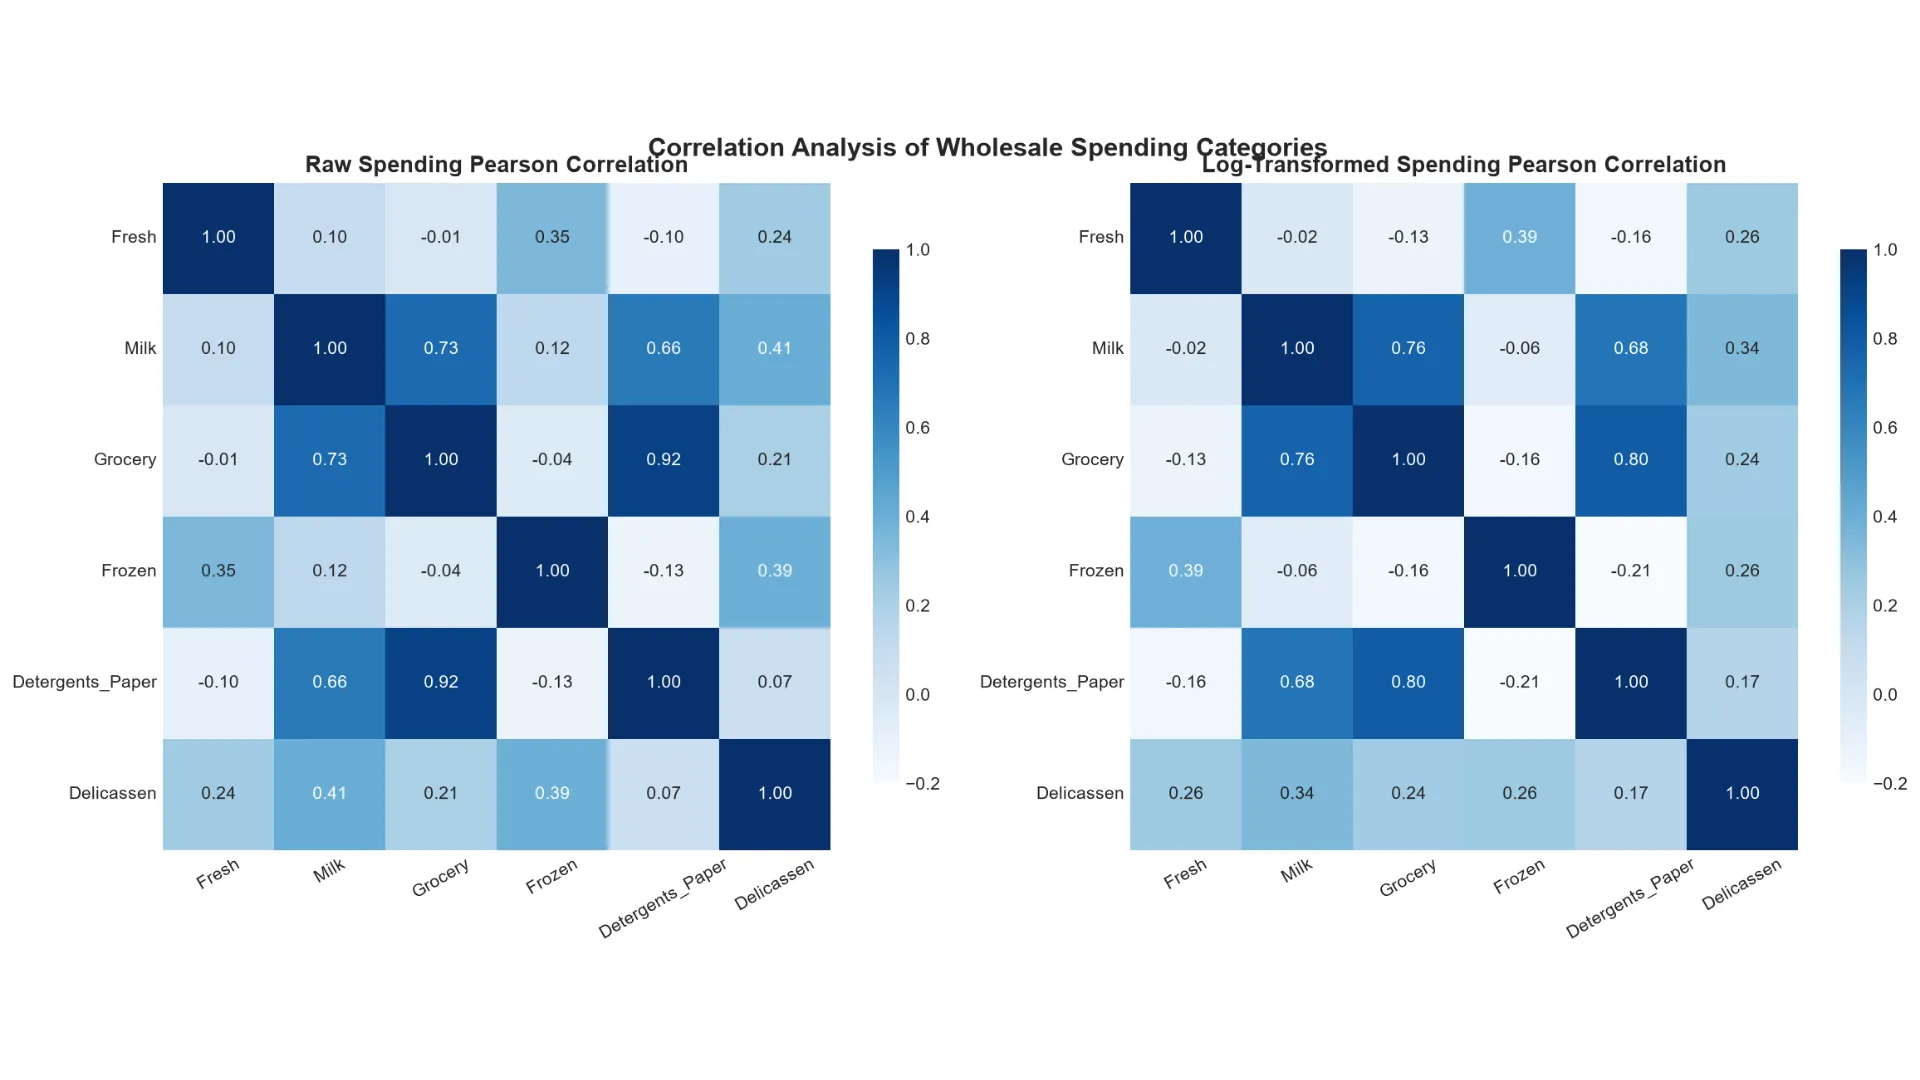 Correlation Analysis of Wholesale Spending Categories
Raw Spending Pearson Correlation
Fresh 1.00 0.10 -0.01 0.35 -0.10 0.24
Milk 0.10 1.00 0.73 0.12 0.66 0.41
Grocery -0.01 0.73 1.00 -0.04 0.92 0.21
Frozen 0.35 0.12 -0.04 1.00 -0.13 0.39
Detergents_Paper -0.10 0.66 0.92 -0.13 1.00 0.07
Delicassen 0.24 0.41 0.21 0.39 0.07 1.00
Fresh Milk Grocery Frozen Detergents_Paper Delicassen
1.0
0.8
0.6
0.4
0.2
0.0
−0.2
Log-Transformed Spending Pearson Correlation
Fresh 1.00 -0.02 -0.13 0.39 -0.16 0.26
Milk -0.02 1.00 0.76 -0.06 0.68 0.34
Grocery -0.13 0.76 1.00 -0.16 0.80 0.24
Frozen 0.39 -0.06 -0.16 1.00 -0.21 0.26
Detergents_Paper -0.16 0.68 0.80 -0.21 1.00 0.17
Delicassen 0.26 0.34 0.24 0.26 0.17 1.00
Fresh Milk Grocery Frozen Detergents_Paper Delicassen
1.0
0.8
0.6
0.4
0.2
0.0
−0.2